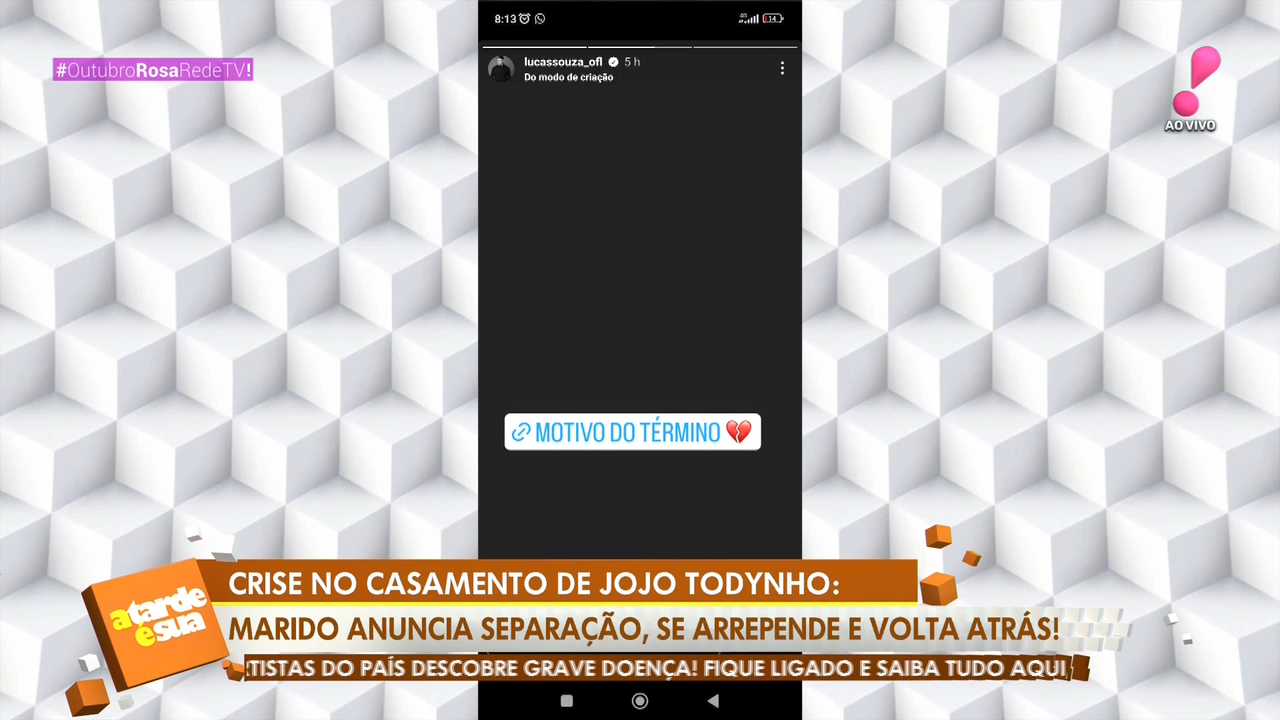 8:13
4G
14
#OutubroRosaRedeTV!
lucassouza_ofl 5 h
Do modo de criação
AO VIVO
MOTIVO DO TÉRMINO 💔
CRISE NO CASAMENTO DE JOJO TODYNHO:
a tarde é sua
MARIDO ANUNCIA SEPARAÇÃO, SE ARREPENDE E VOLTA ATRÁS!
TISTAS DO PAÍS DESCOBRE GRAVE DOENÇA! FIQUE LIGADO E SAIBA TUDO AQUI,